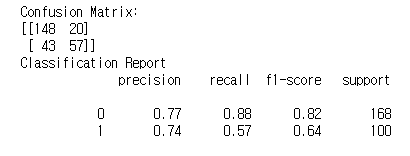 Confusion Matrix:
[[148 20]
[ 43 57]]
Classification Report
precision recall f1-score support
0 0.77 0.88 0.82 168
1 0.74 0.57 0.64 100